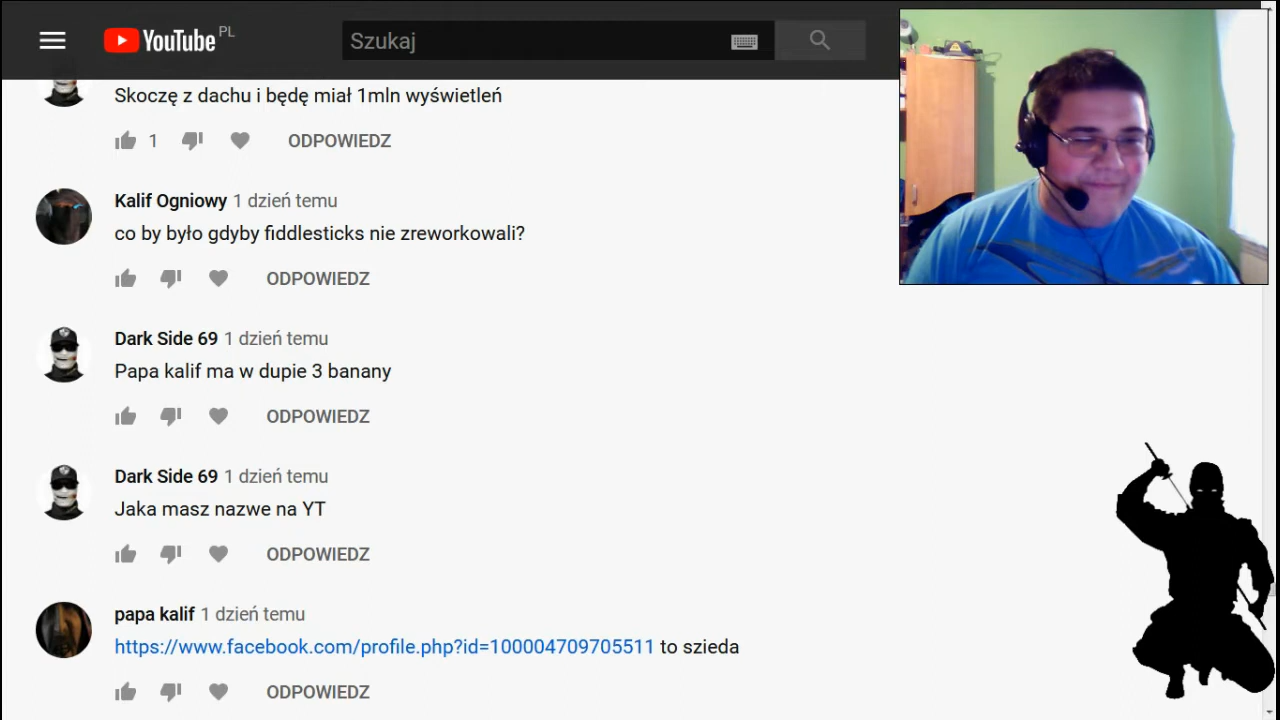 YouTube PL
Szukaj
Skoczę z dachu i będę miał 1mln wyświetleń
1 ODPOWIEDZ
Kalif Ogniowy 1 dzień temu
co by było gdyby fiddlesticks nie zreworkowali?
ODPOWIEDZ
Dark Side 69 1 dzień temu
Papa kalif ma w dupie 3 banany
ODPOWIEDZ
Dark Side 69 1 dzień temu
Jaka masz nazwe na YT
ODPOWIEDZ
papa kalif 1 dzień temu
https://www.facebook.com/profile.php?id=100004709705511 to szieda
ODPOWIEDZ